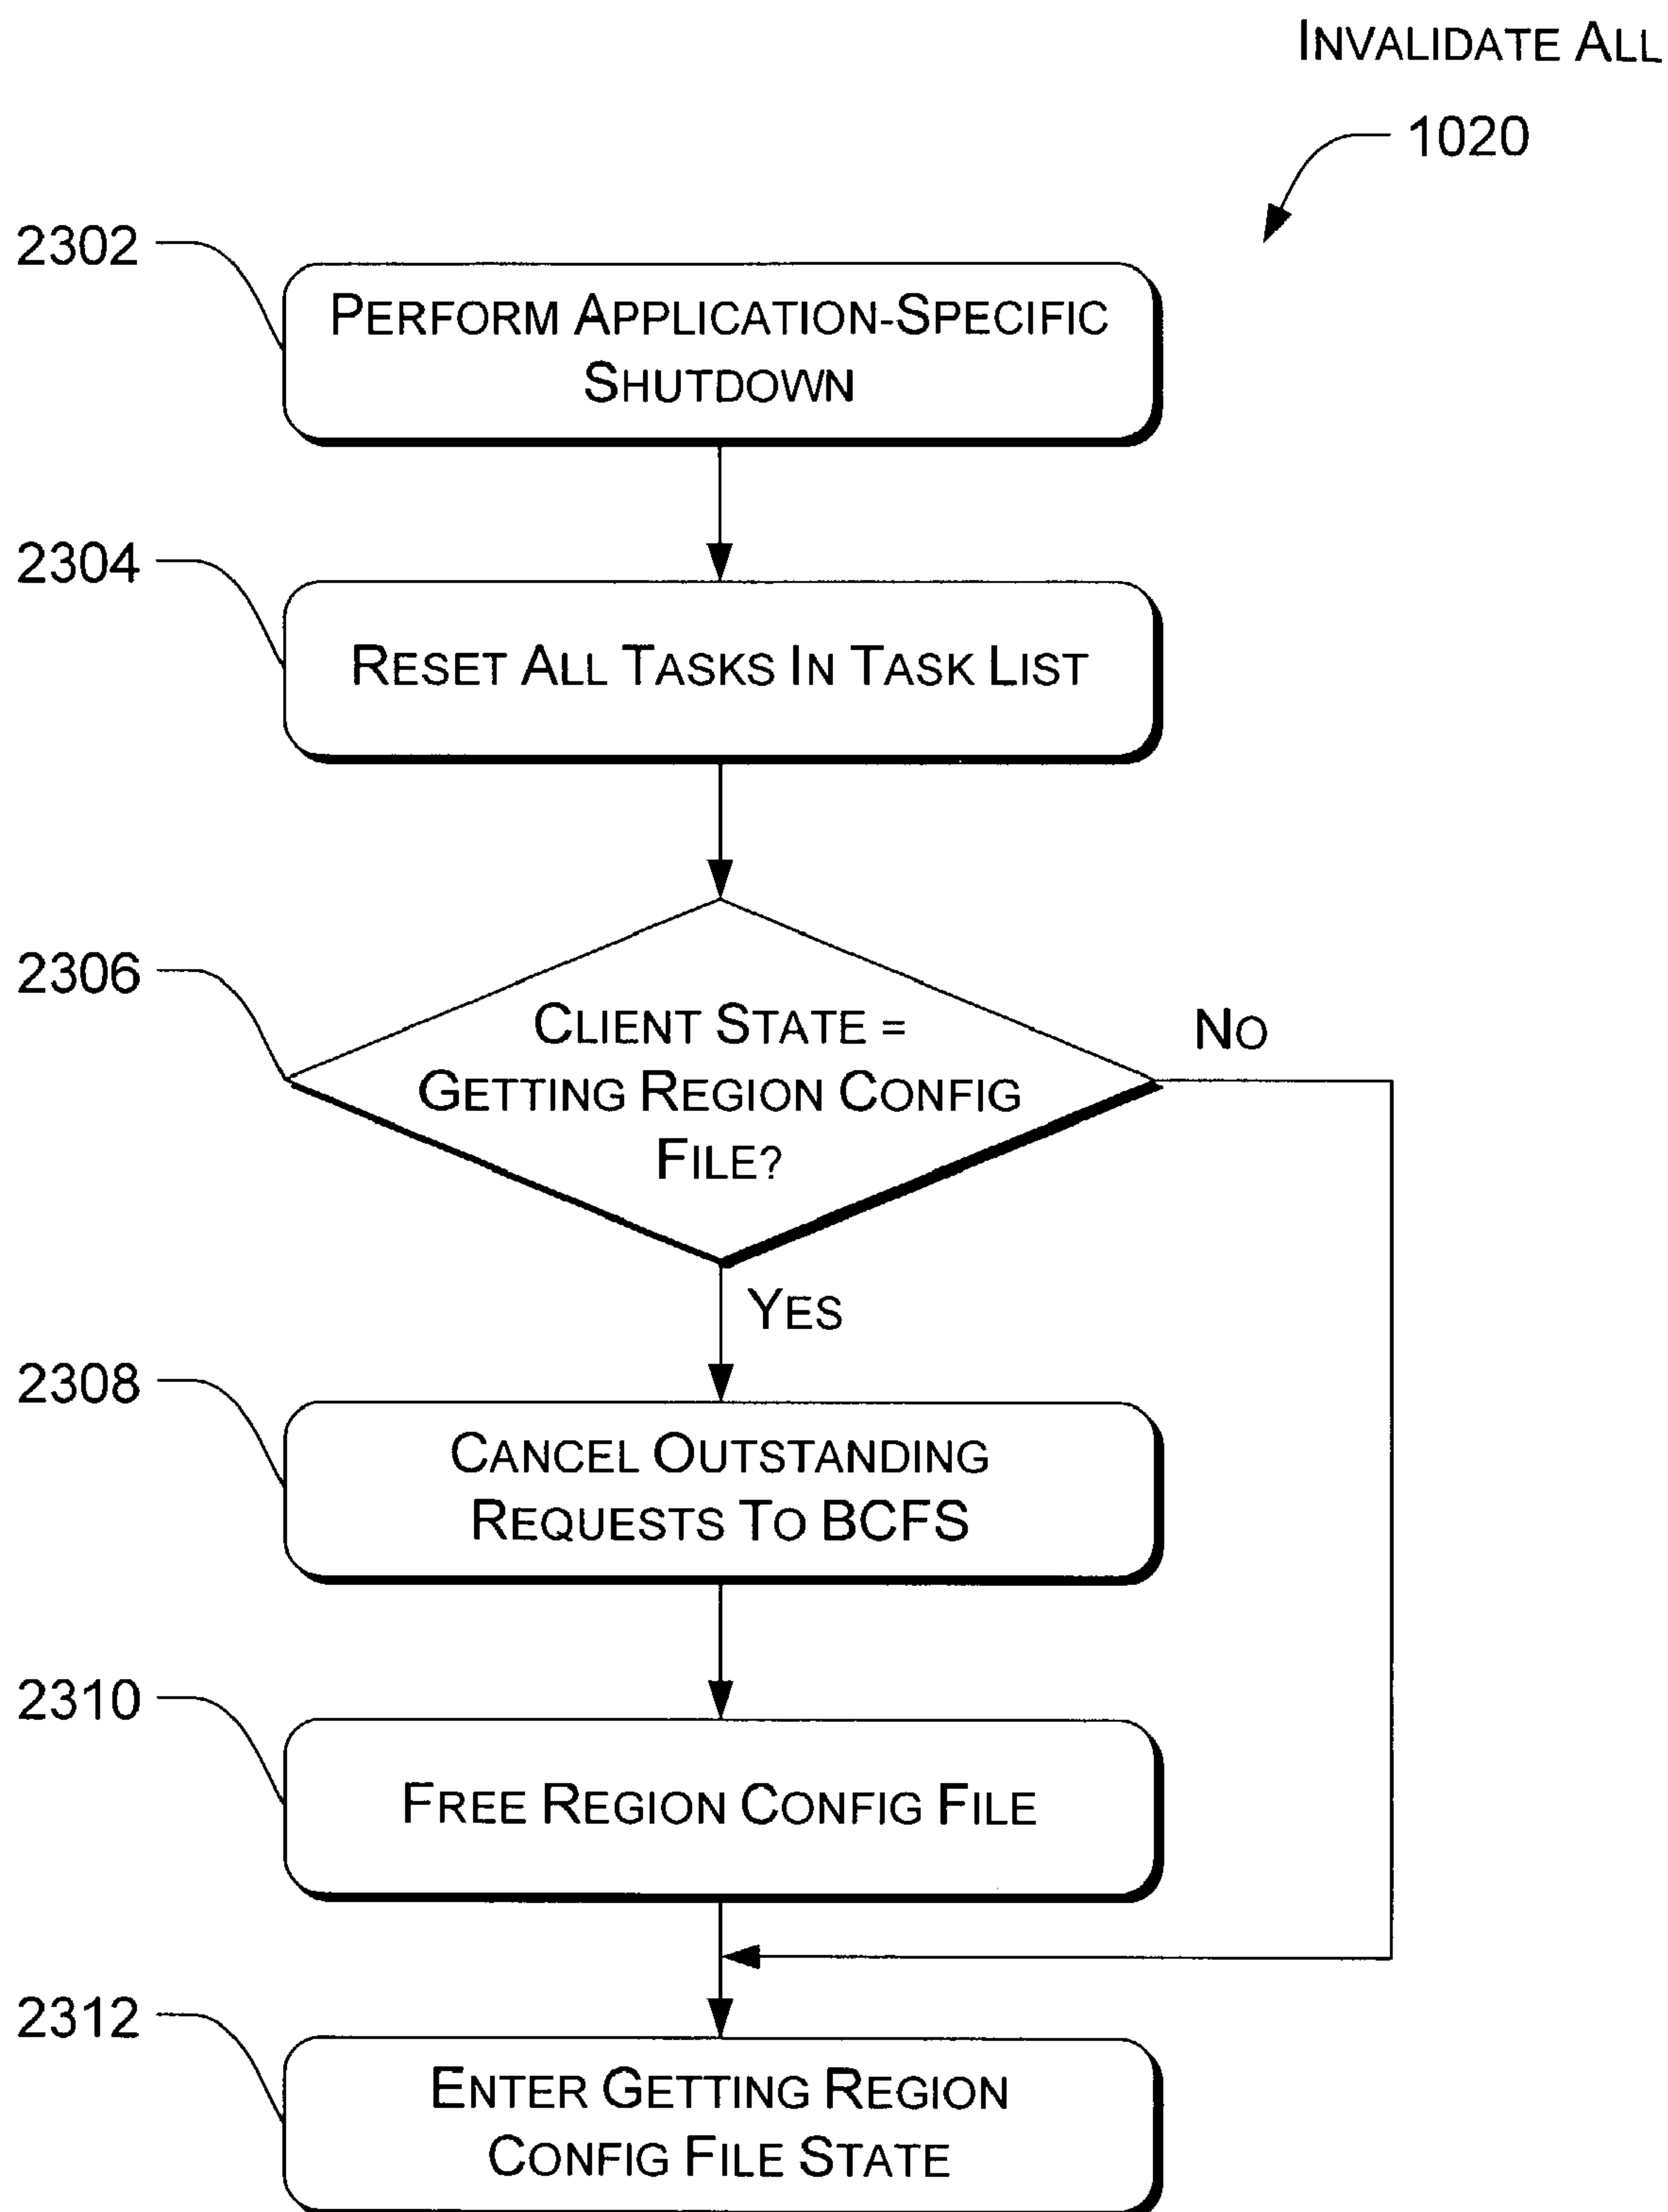 INVALIDATE ALL
1020
2302
PERFORM APPLICATION-SPECIFIC
SHUTDOWN
2304
RESET ALL TASKS IN TASK LIST
2306
CLIENT STATE =
GETTING REGION CONFIG
FILE?
NO
YES
2308
CANCEL OUTSTANDING
REQUESTS TO BCFS
2310
FREE REGION CONFIG FILE
2312
ENTER GETTING REGION
CONFIG FILE STATE